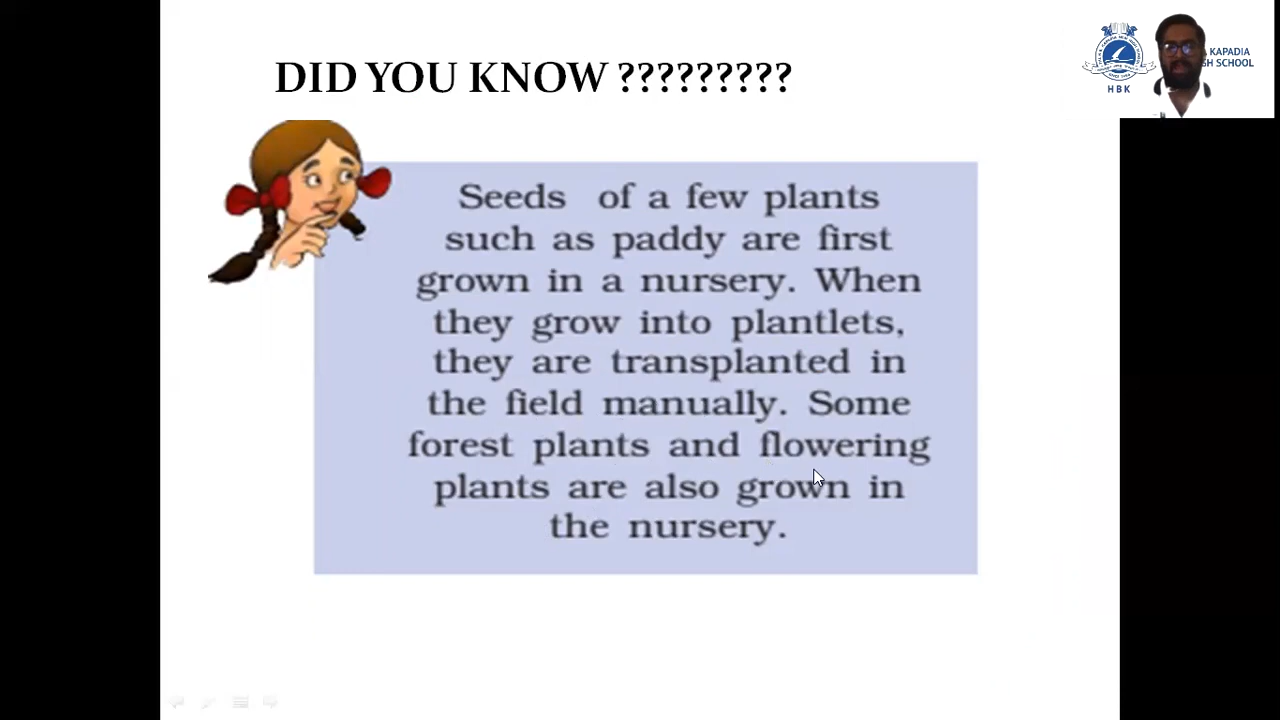 DID YOU KNOW ?????????
KAPADIA
SH SCHOOL
HBK
Seeds of a few plants
such as paddy are first
grown in a nursery. When
they grow into plantlets,
they are transplanted in
the field manually. Some
forest plants and flowering
plants are also grown in
the nursery.